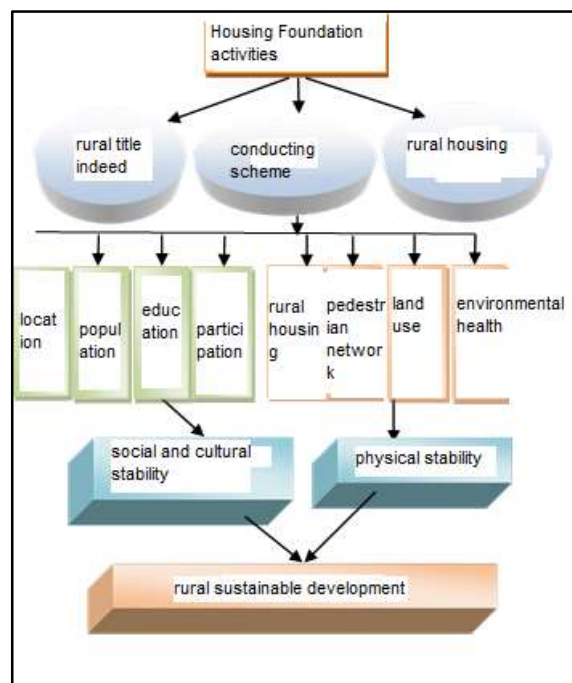 Housing Foundation
activities
rural title
indeed
conducting
scheme
rural housing
locat
ion
popul
ation
educ
ation
partici
pation
rural
housin
g
pedestr
ian
networ
k
land
use
environmental
health
social and cultural
stability
physical stability
rural sustainable development